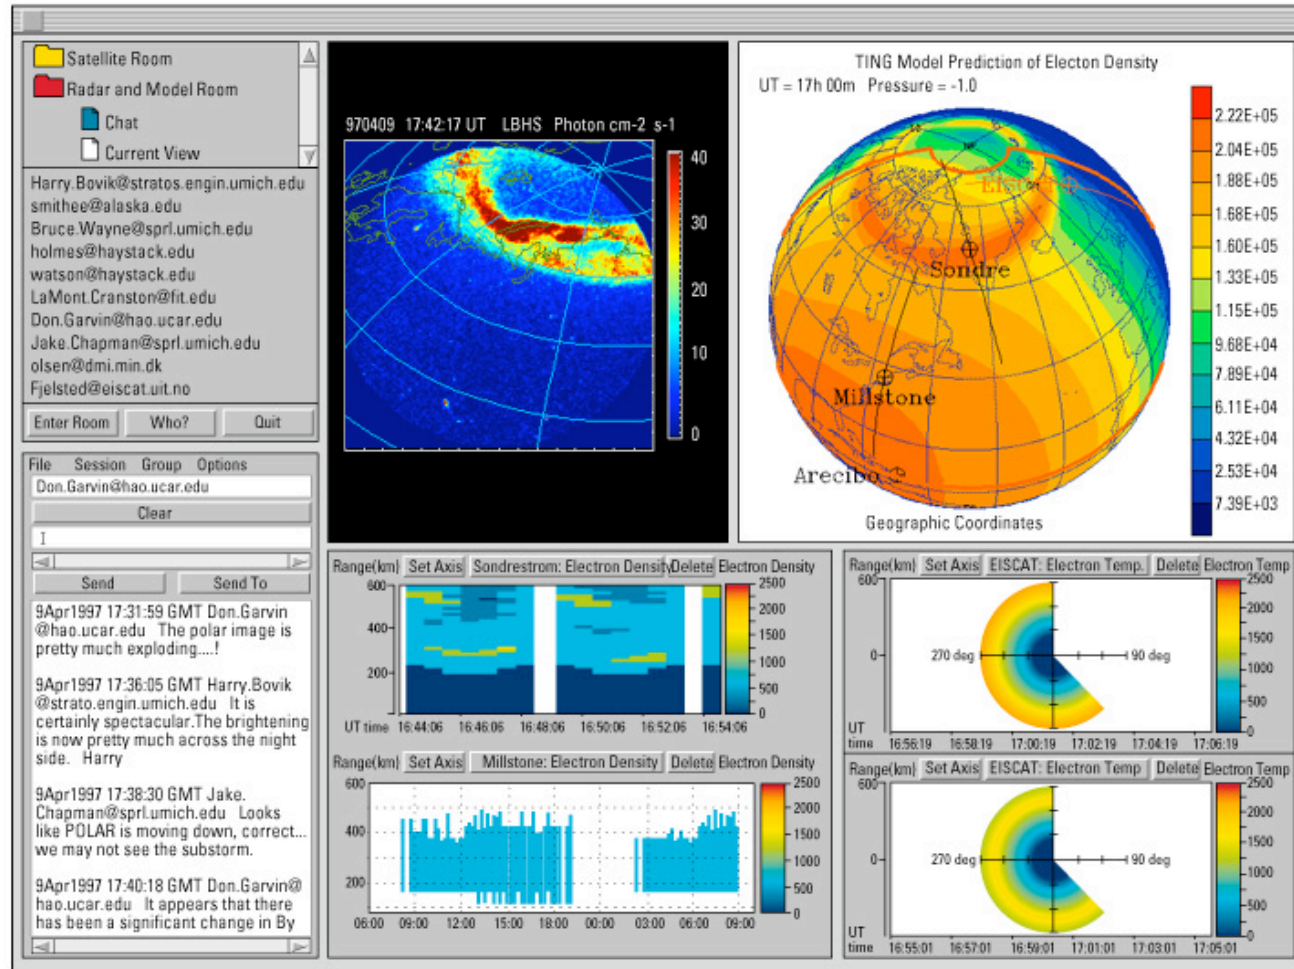 Satellite Room
Radar and Model Room
Chat
Current View
Harry.Bovik@stratos.engin.umich.edu
smithee@alaska.edu
Bruce.Wayne@sprl.umich.edu
holmes@haystack.edu
watson@haystack.edu
LaMont.Cranston@fit.edu
Don.Garvin@hao.ucar.edu
Jake.Chapman@sprl.umich.edu
olsen@dmi.min.dk
Fjelsted@eiscat.uit.no
Enter Room Who? Quit
File Session Group Options
Don.Garvin@hao.ucar.edu
Clear
Send Send To
9Apr1997 17:31:59 GMT Don.Garvin
@hao.ucar.edu The polar image is
pretty much exploding....!
9Apr1997 17:36:05 GMT Harry.Bovik
@strato.engin.umich.edu It is
certainly spectacular.The brightening
is now pretty much across the night
side. Harry
9Apr1997 17:38:30 GMT Jake.
Chapman@sprl.umich.edu Looks
like POLAR is moving down, correct...
we may not see the substorm.
9Apr1997 17:40:18 GMT Don.Garvin@
hao.ucar.edu It appears that there
has been a significant change in By
970409 17:42:17 UT LBHS Photon cm-2 s-1
40
30
20
10
0
TING Model Prediction of Electon Density
UT = 17h 00m Pressure = -1.0
Eiscat
Sondre
Millstone
Arecibo
Geographic Coordinates
2.22E+05
2.04E+05
1.88E+05
1.68E+05
1.60E+05
1.33E+05
1.15E+05
9.68E+04
7.89E+04
6.11E+04
4.32E+04
2.53E+04
7.39E+03
Range(km) Set Axis Sondrestrom: Electron Density Delete Electron Density
600
400
200
2500
2000
1500
1000
500
0
UT time 16:44:06 16:46:06 16:48:06 16:50:06 16:52:06 16:54:06
Range(km) Set Axis Millstone: Electron Density Delete Electron Density
600
400
200
2500
2000
1500
1000
500
0
06:00 09:00 12:00 15:00 18:00 00:00 03:00 06:00 09:00
Range(km) Set Axis EISCAT: Electron Temp. Delete Electron Temp
600
0
270 deg 90 deg
2500
2000
1500
1000
500
0
UT
time 16:56:19 16:58:19 17:00:19 17:02:19 17:04:19 17:06:19
Range(km) Set Axis EISCAT: Electron Temp Delete Electron Temp
600
0
270 deg 90 deg
2500
2000
1500
1000
500
0
UT
time 16:55:01 16:57:01 16:59:01 17:01:01 17:03:01 17:05:01